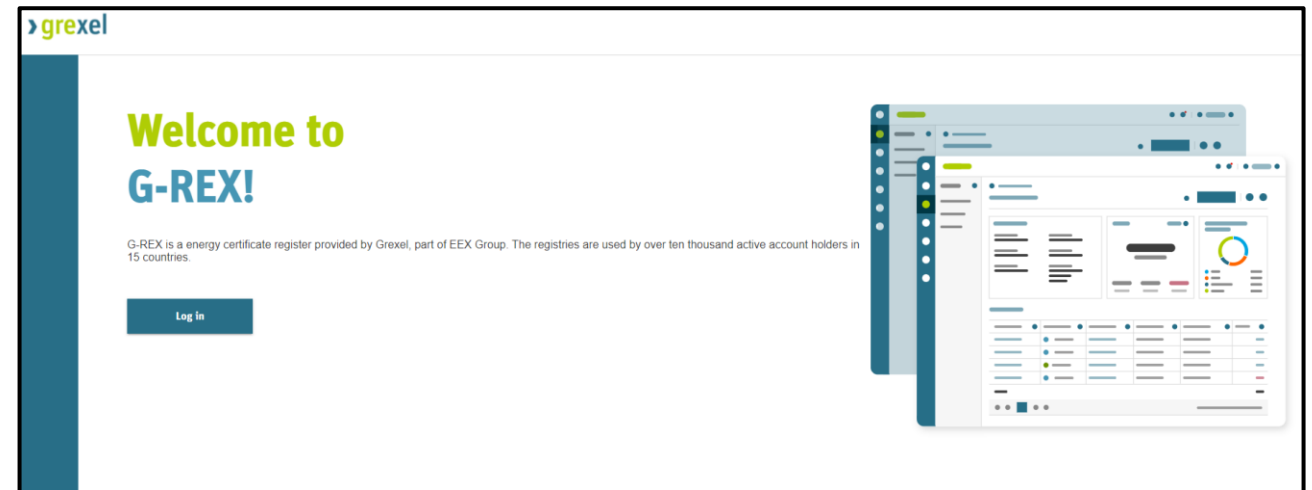 grexel
Welcome to
G-REX!
G-REX is a energy certificate register provided by Grexel, part of EEX Group. The registries are used by over ten thousand active account holders in
15 countries.
Log in